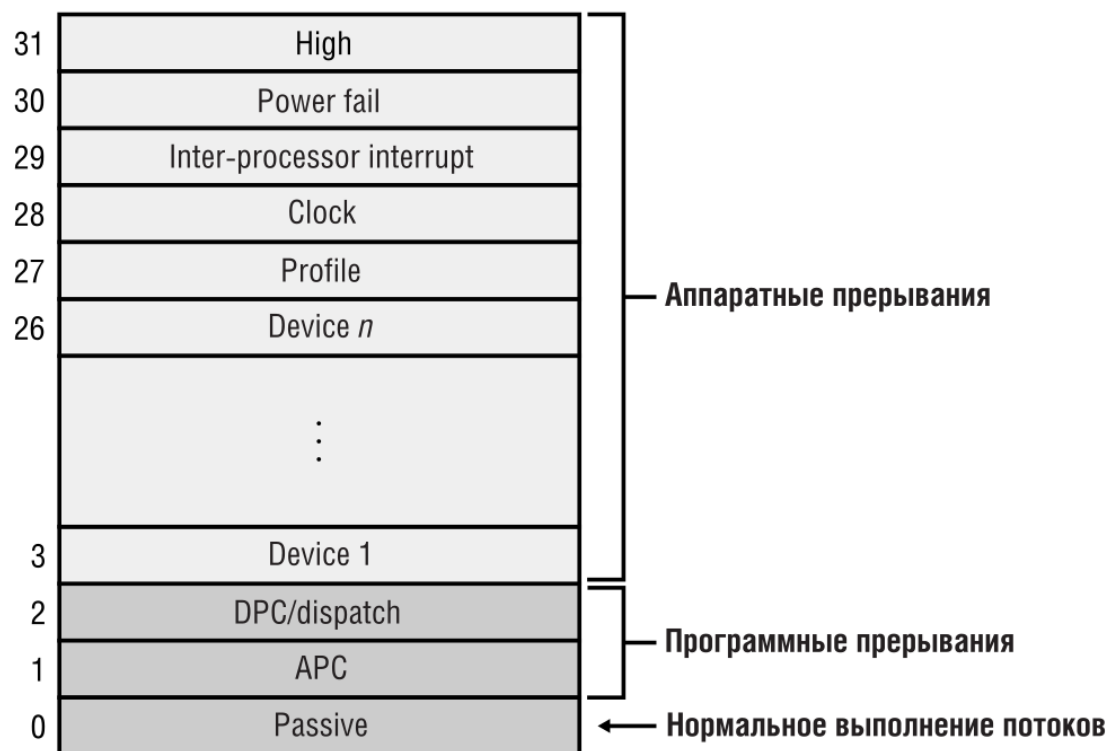 31 High
30 Power fail
29 Inter-processor interrupt
28 Clock
27 Profile
Аппаратные прерывания
26 Device n
⋮
3 Device 1
2 DPC/dispatch
Программные прерывания
1 APC
0 Passive
Нормальное выполнение потоков